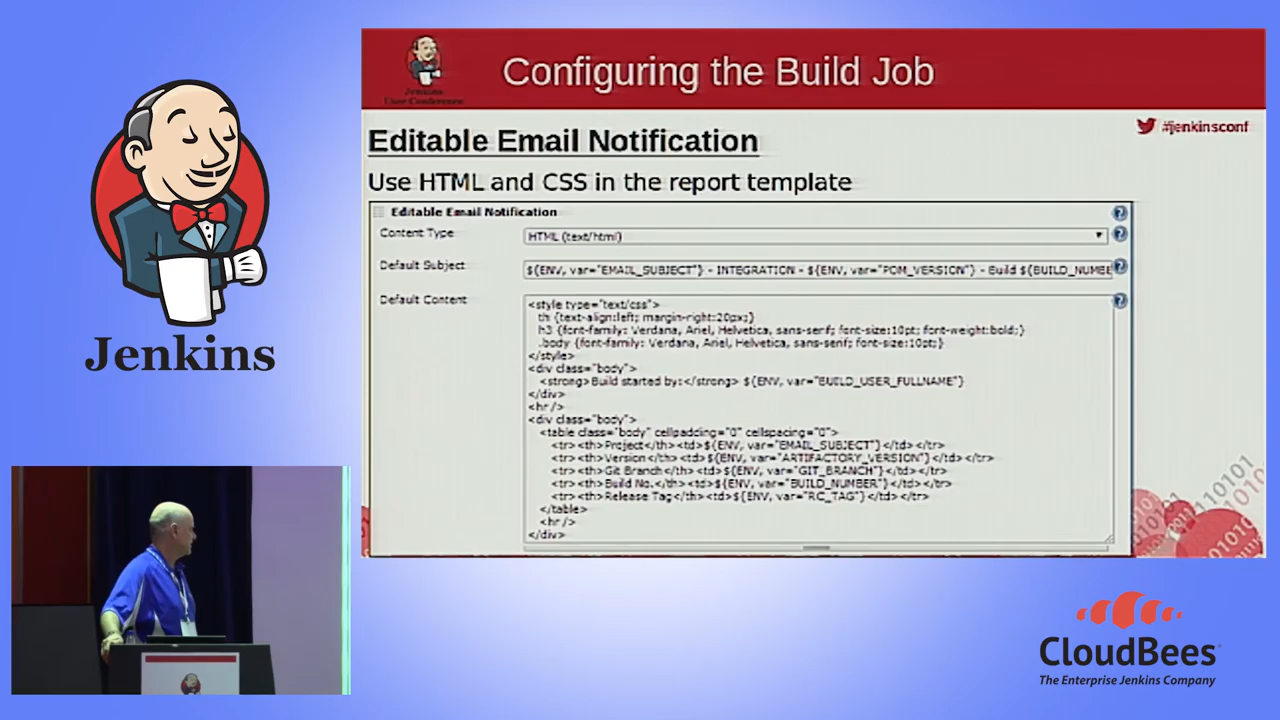 Jenkins
User Conference
Configuring the Build Job
#jenkinsconf
Editable Email Notification
Use HTML and CSS in the report template
Editable Email Notification
Content Type
HTML (text/html)
Default Subject
${ENV, var="EMAIL_SUBJECT"} - INTEGRATION - ${ENV, var="POM_VERSION"} - Build ${BUILD_NUMBE
Default Content
<style type="text/css">
th {text-align:left; margin-right:20px;}
h3 {font-family: Verdana, Ariel, Helvetica, sans-serif; font-size:10pt; font-weight:bold;}
.body {font-family: Verdana, Ariel, Helvetica, sans-serif; font-size:10pt;}
</style>
<div class="body">
<strong>Build started by:</strong> ${ENV, var="BUILD_USER_FULLNAME"}
</div>
<hr />
<div class="body">
<table class="body" cellpadding="0" cellspacing="0">
<tr><th>Project</th><td>${ENV, var="EMAIL_SUBJECT"}</td></tr>
<tr><th>Version</th><td>${ENV, var="ARTIFACTORY_VERSION"}</td></tr>
<tr><th>Git Branch</th><td>${ENV, var="GIT_BRANCH"}</td></tr>
<tr><th>Build No.</th><td>${ENV, var="BUILD_NUMBER"}</td></tr>
<tr><th>Release Tag</th><td>${ENV, var="RC_TAG"}</td></tr>
</table>
<hr />
</div>
Jenkins
CloudBees
The Enterprise Jenkins Company